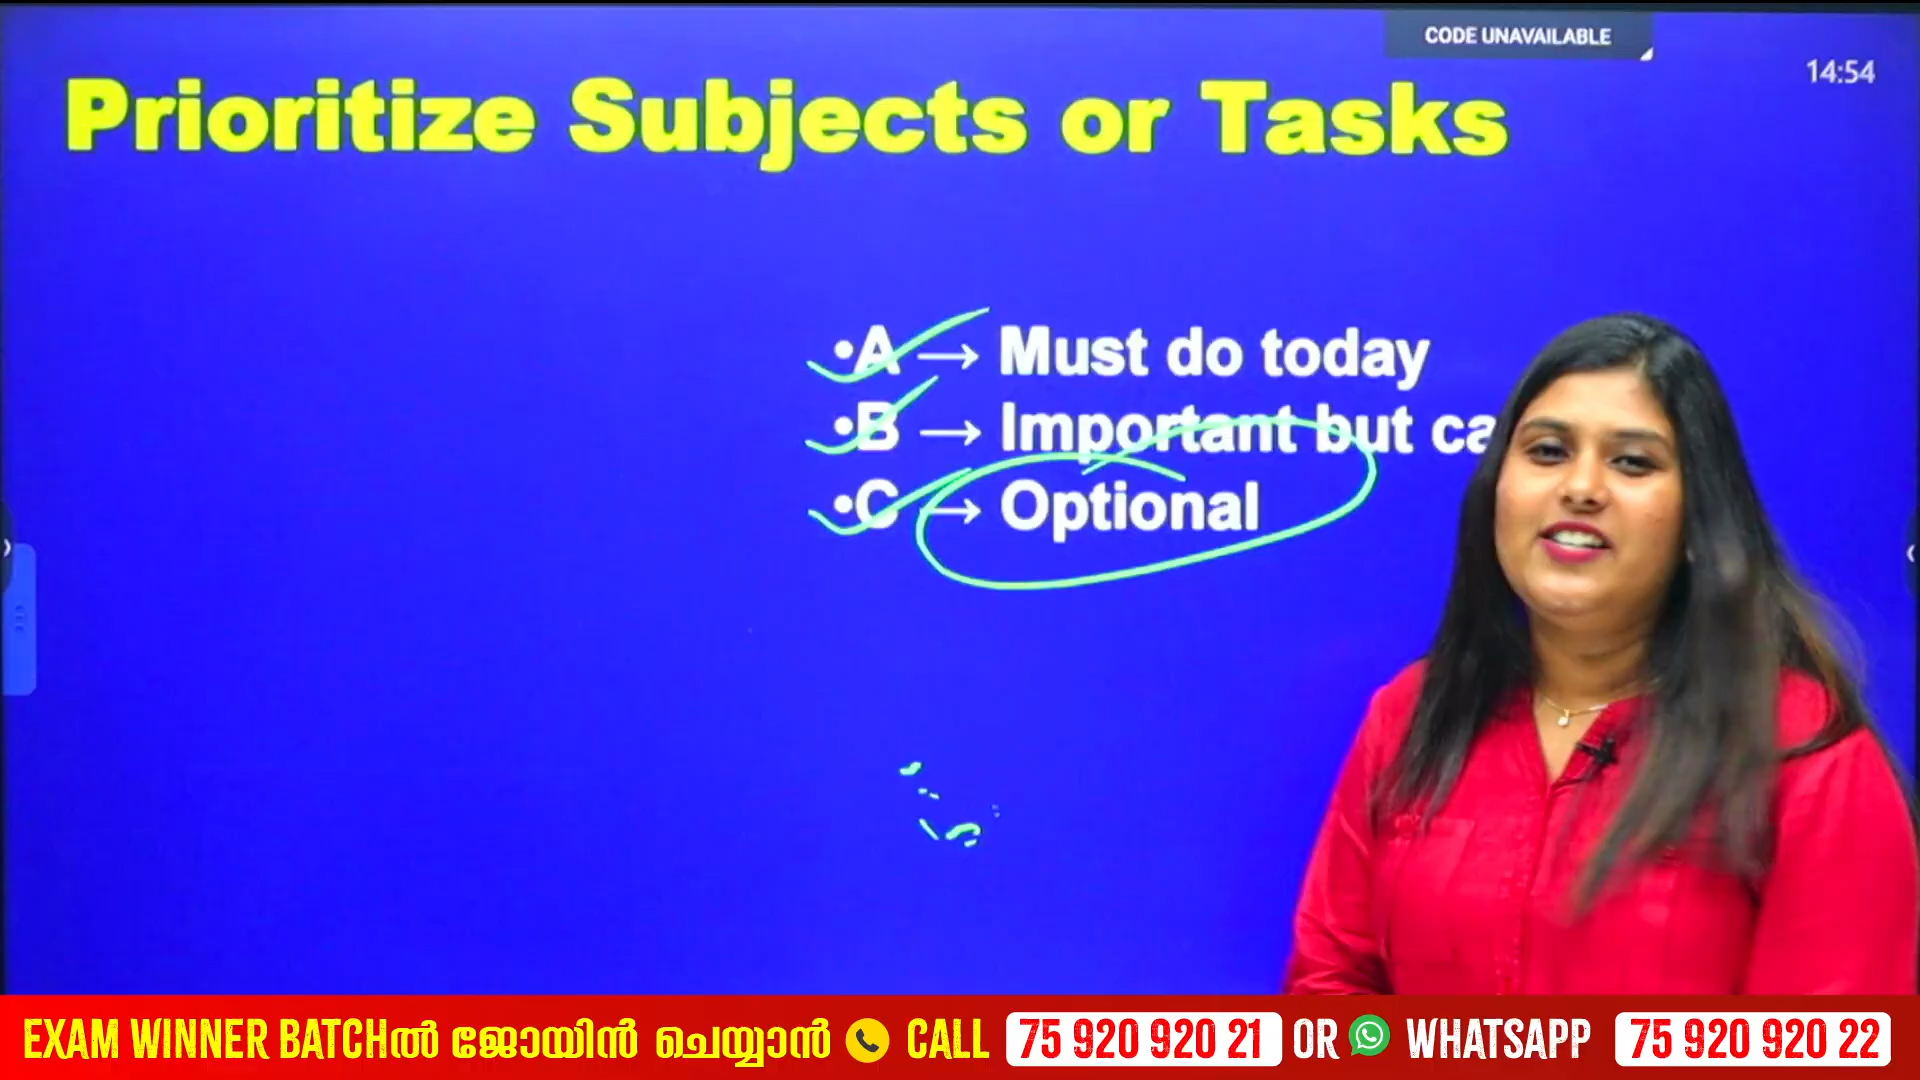 CODE UNAVAILABLE
14:54
Prioritize Subjects or Tasks
•A → Must do today
•B → Important but
•C → Optional
EXAM WINNER BATCHൽ ജോയിൻ ചെയ്യാൻ CALL 75 920 920 21 OR WHATSAPP 75 920 920 22